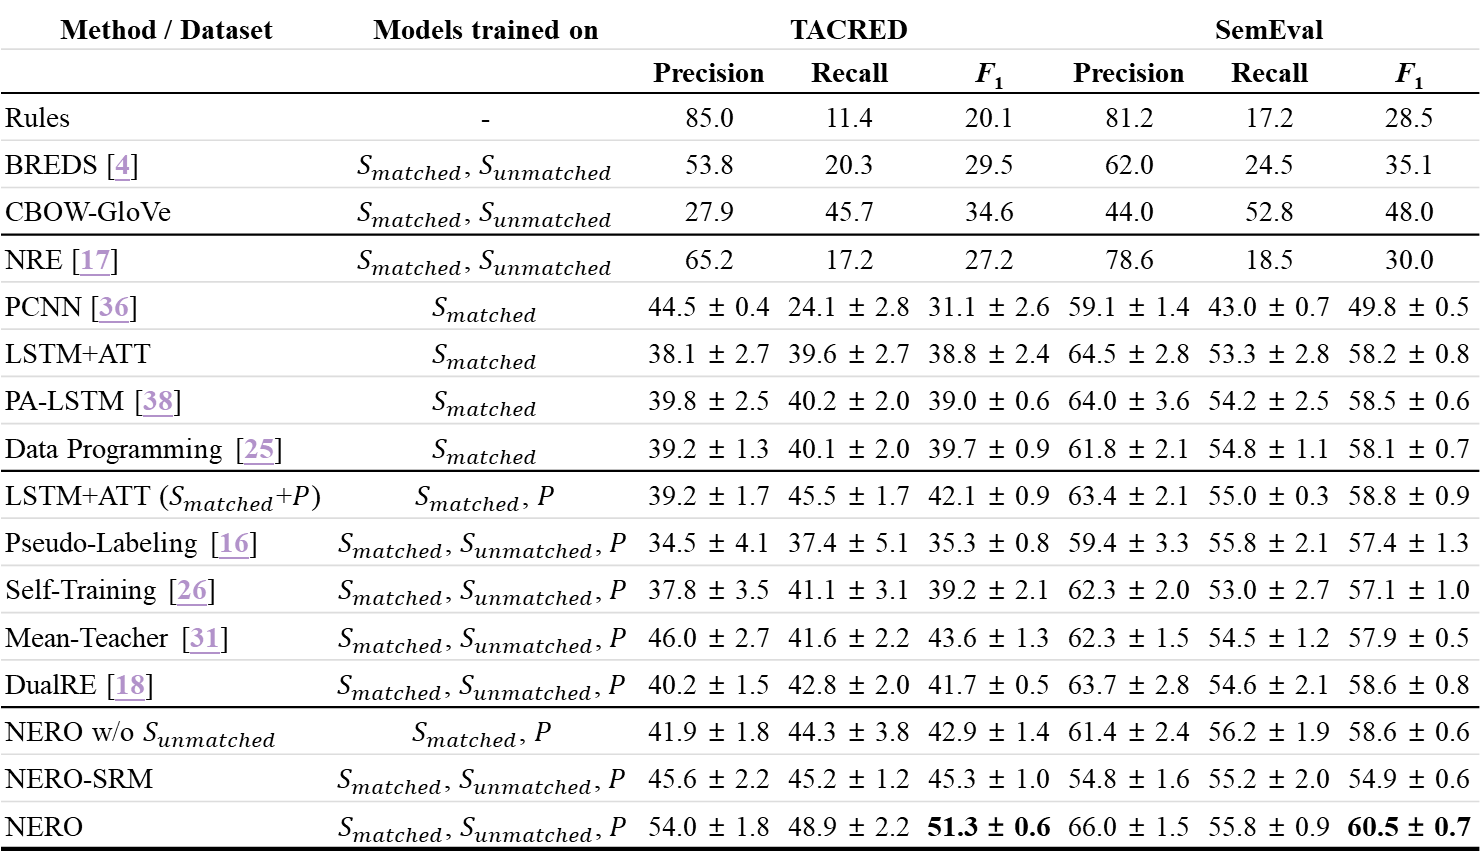 Method / Dataset Models trained on TACRED SemEval
Precision Recall F1 Precision Recall F1
Rules - 85.0 11.4 20.1 81.2 17.2 28.5
BREDS [4] Smatched, Sunmatched 53.8 20.3 29.5 62.0 24.5 35.1
CBOW-GloVe Smatched, Sunmatched 27.9 45.7 34.6 44.0 52.8 48.0
NRE [17] Smatched, Sunmatched 65.2 17.2 27.2 78.6 18.5 30.0
PCNN [36] Smatched 44.5 ± 0.4 24.1 ± 2.8 31.1 ± 2.6 59.1 ± 1.4 43.0 ± 0.7 49.8 ± 0.5
LSTM+ATT Smatched 38.1 ± 2.7 39.6 ± 2.7 38.8 ± 2.4 64.5 ± 2.8 53.3 ± 2.8 58.2 ± 0.8
PA-LSTM [38] Smatched 39.8 ± 2.5 40.2 ± 2.0 39.0 ± 0.6 64.0 ± 3.6 54.2 ± 2.5 58.5 ± 0.6
Data Programming [25] Smatched 39.2 ± 1.3 40.1 ± 2.0 39.7 ± 0.9 61.8 ± 2.1 54.8 ± 1.1 58.1 ± 0.7
LSTM+ATT (Smatched+P) Smatched, P 39.2 ± 1.7 45.5 ± 1.7 42.1 ± 0.9 63.4 ± 2.1 55.0 ± 0.3 58.8 ± 0.9
Pseudo-Labeling [16] Smatched, Sunmatched, P 34.5 ± 4.1 37.4 ± 5.1 35.3 ± 0.8 59.4 ± 3.3 55.8 ± 2.1 57.4 ± 1.3
Self-Training [26] Smatched, Sunmatched, P 37.8 ± 3.5 41.1 ± 3.1 39.2 ± 2.1 62.3 ± 2.0 53.0 ± 2.7 57.1 ± 1.0
Mean-Teacher [31] Smatched, Sunmatched, P 46.0 ± 2.7 41.6 ± 2.2 43.6 ± 1.3 62.3 ± 1.5 54.5 ± 1.2 57.9 ± 0.5
DualRE [18] Smatched, Sunmatched, P 40.2 ± 1.5 42.8 ± 2.0 41.7 ± 0.5 63.7 ± 2.8 54.6 ± 2.1 58.6 ± 0.8
NERO w/o Sunmatched Smatched, P 41.9 ± 1.8 44.3 ± 3.8 42.9 ± 1.4 61.4 ± 2.4 56.2 ± 1.9 58.6 ± 0.6
NERO-SRM Smatched, Sunmatched, P 45.6 ± 2.2 45.2 ± 1.2 45.3 ± 1.0 54.8 ± 1.6 55.2 ± 2.0 54.9 ± 0.6
NERO Smatched, Sunmatched, P 54.0 ± 1.8 48.9 ± 2.2 51.3 ± 0.6 66.0 ± 1.5 55.8 ± 0.9 60.5 ± 0.7